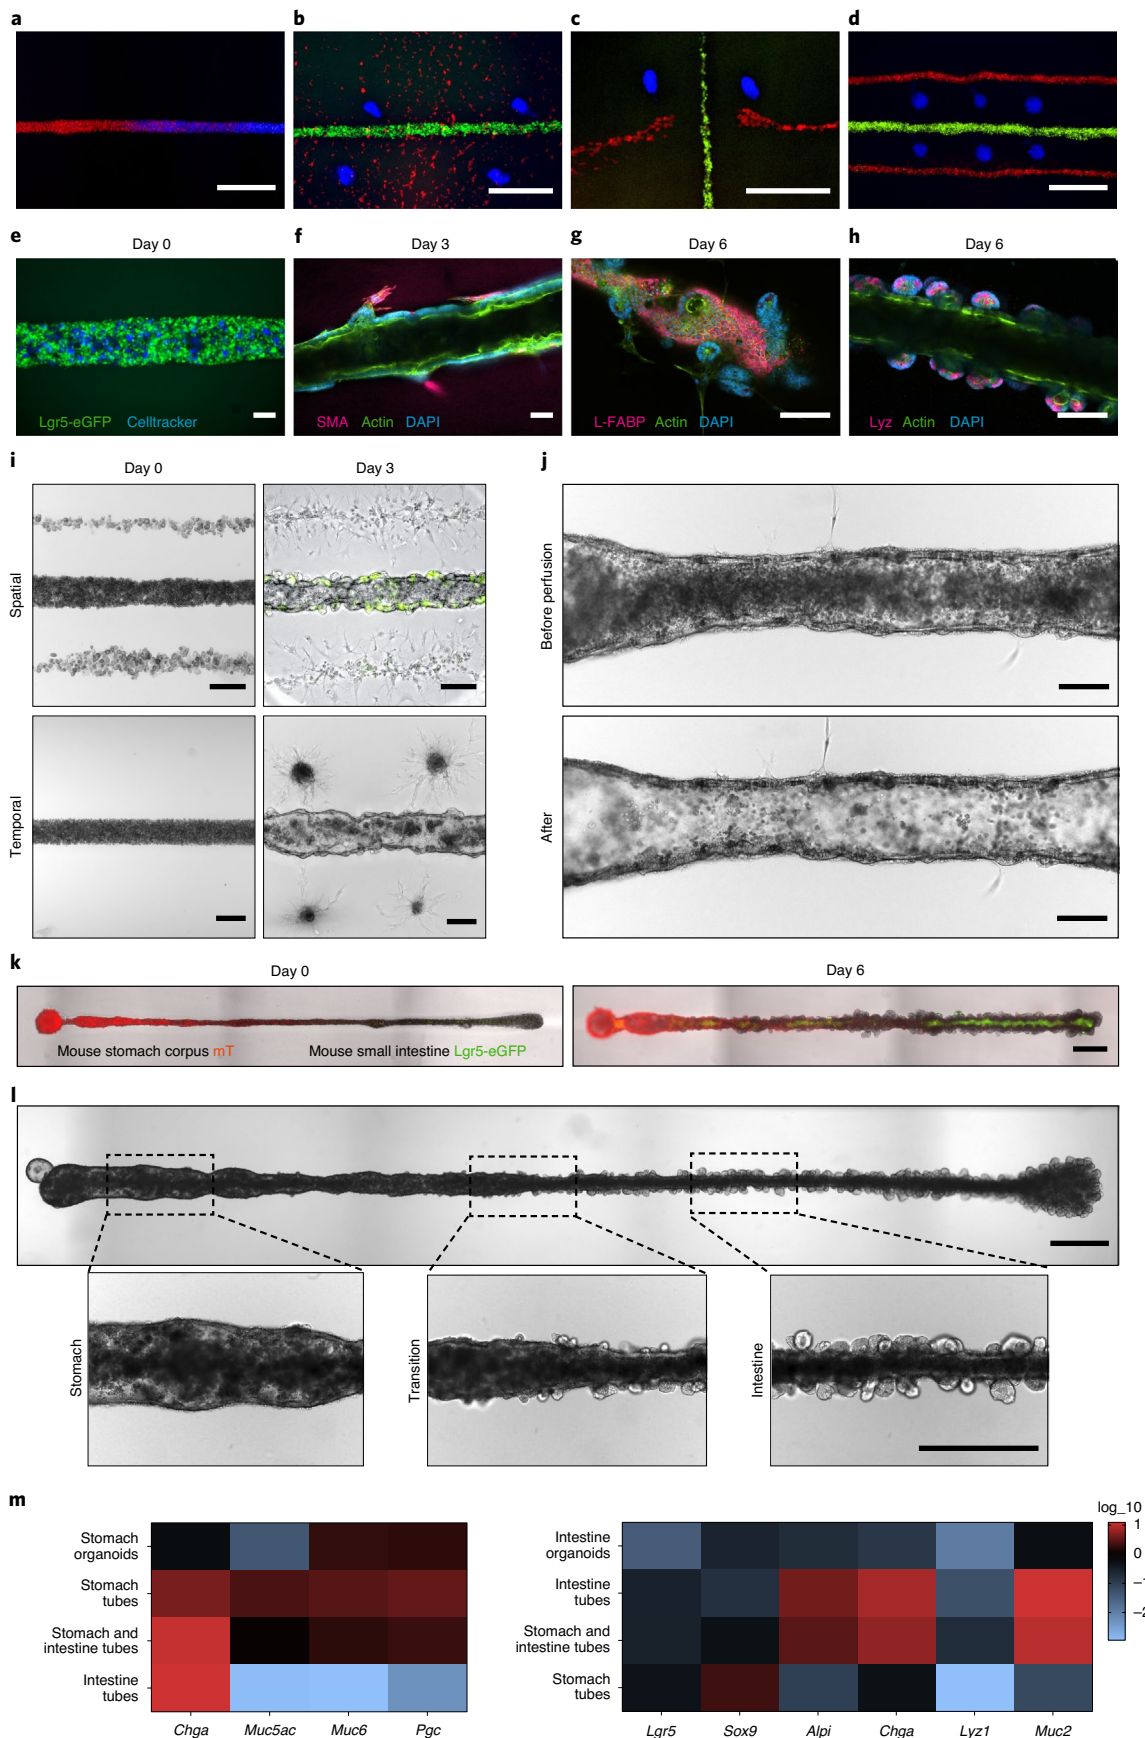 a
b
c
d
e
Day 0
f
Day 3
g
Day 6
h
Day 6
Lgr5-eGFP Celltracker
SMA Actin DAPI
L-FABP Actin DAPI
Lyz Actin DAPI
i
Day 0
Day 3
j
Spatial
Temporal
Before perfusion
After
k
Day 0
Day 6
Mouse stomach corpus mT
Mouse small intestine Lgr5-eGFP
l
Stomach
Transition
Intestine
m
Stomach
organoids
Stomach
tubes
Stomach and
intestine tubes
Intestine
tubes
Chga Muc5ac Muc6 Pgc
Intestine
organoids
Intestine
tubes
Stomach and
intestine tubes
Stomach
tubes
Lgr5 Sox9 Alpi Chga Lyz1 Muc2
log_10
1
0
–1
–2